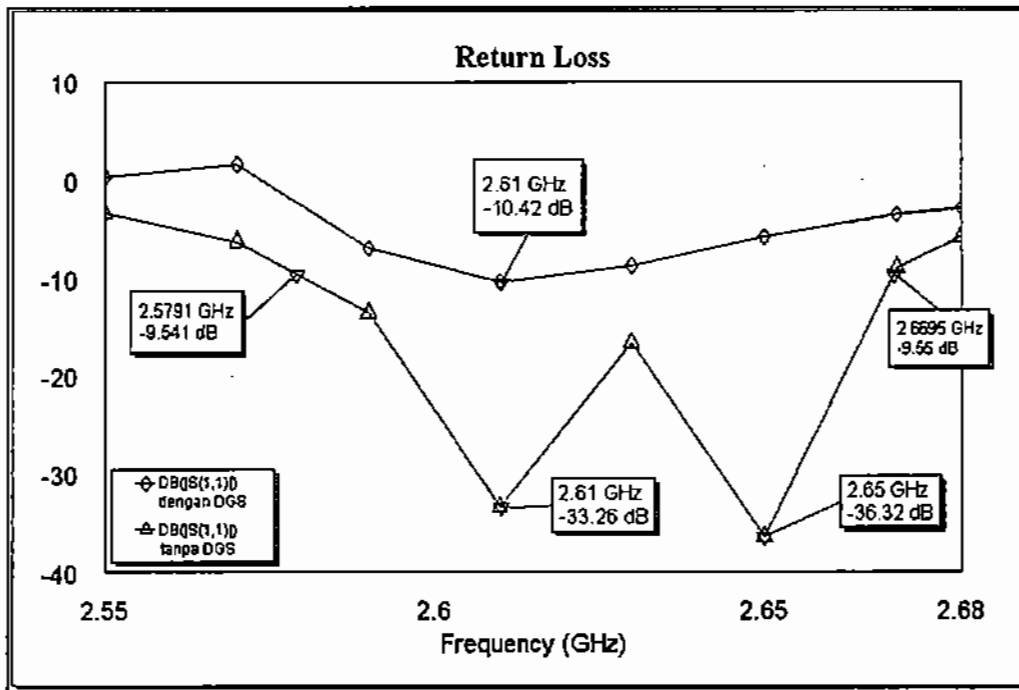 Return Loss
10
0
-10
-20
-30
-40
2.61 GHz
-10.42 dB
2.5791 GHz
-9.541 dB
2.6695 GHz
-9.55 dB
2.61 GHz
-33.26 dB
2.65 GHz
-36.32 dB
DB(|S(1,1)|)
dengan DGS
DB(|S(1,1)|)
tanpa DGS
2.55
2.6
2.65
2.68
Frequency (GHz)